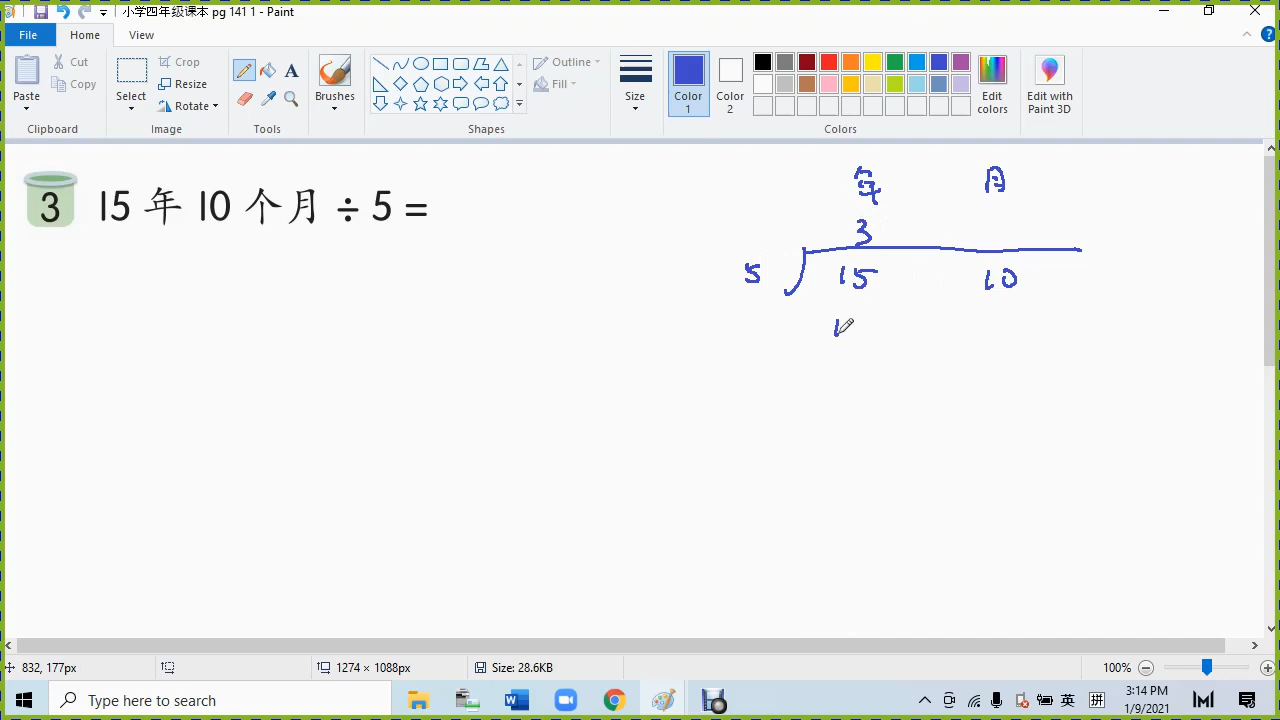 小学四年级课本 pg 141 1 - Paint
File Home View
Paste Cut Copy Clipboard
Select Crop Resize Rotate Image
A Tools
Brushes
Shapes Outline Fill
Size
Color 1 Color 2 Edit colors Colors
Edit with Paint 3D
3 15 年 10 个月 ÷ 5 =
年 月
3
5 15 10
1
832, 177px 1274 × 1088px Size: 28.6KB 100%
Type here to search W 英 拼 3:14 PM 1/9/2021